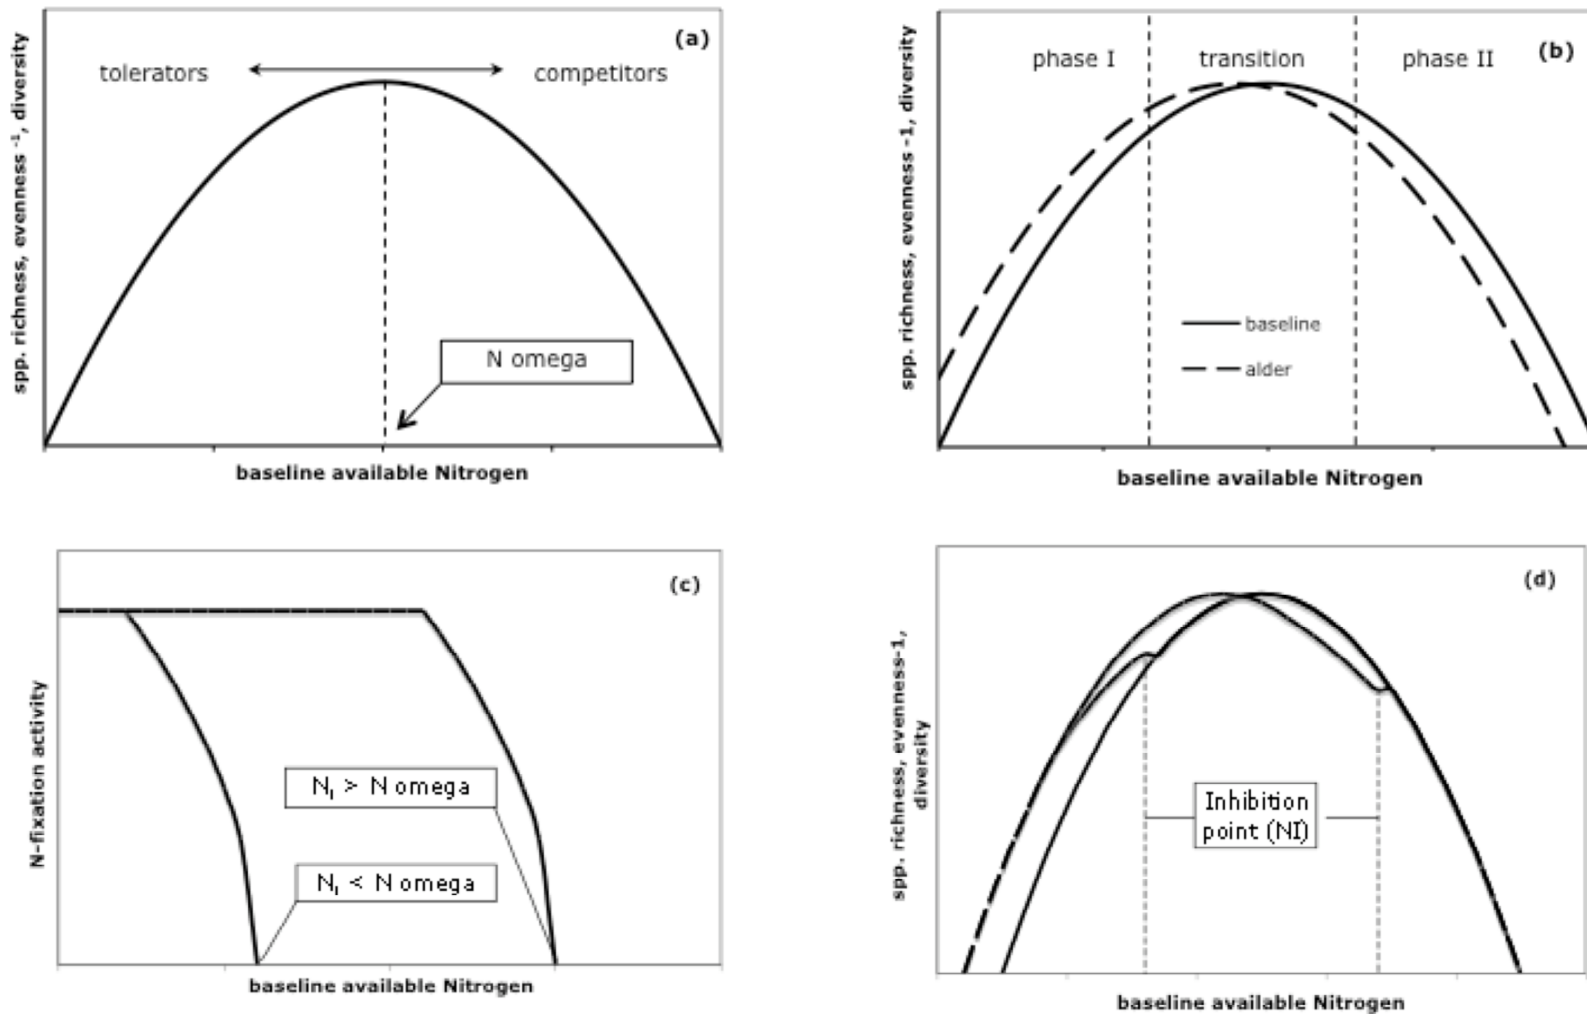 (a)
tolerators
competitors
N omega
spp. richness, evenness -1, diversity
baseline available Nitrogen
(b)
phase I
transition
phase II
baseline
alder
spp. richness, evenness -1, diversity
baseline available Nitrogen
(c)
N-fixation activity
NI > N omega
NI < N omega
baseline available Nitrogen
(d)
spp. richness, evenness-1,
diversity
Inhibition
point (NI)
baseline available Nitrogen